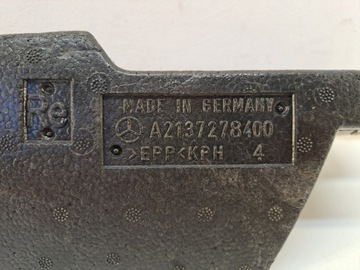 Re
MADE IN GERMANY
A2137278400
>EPP<KPH 4